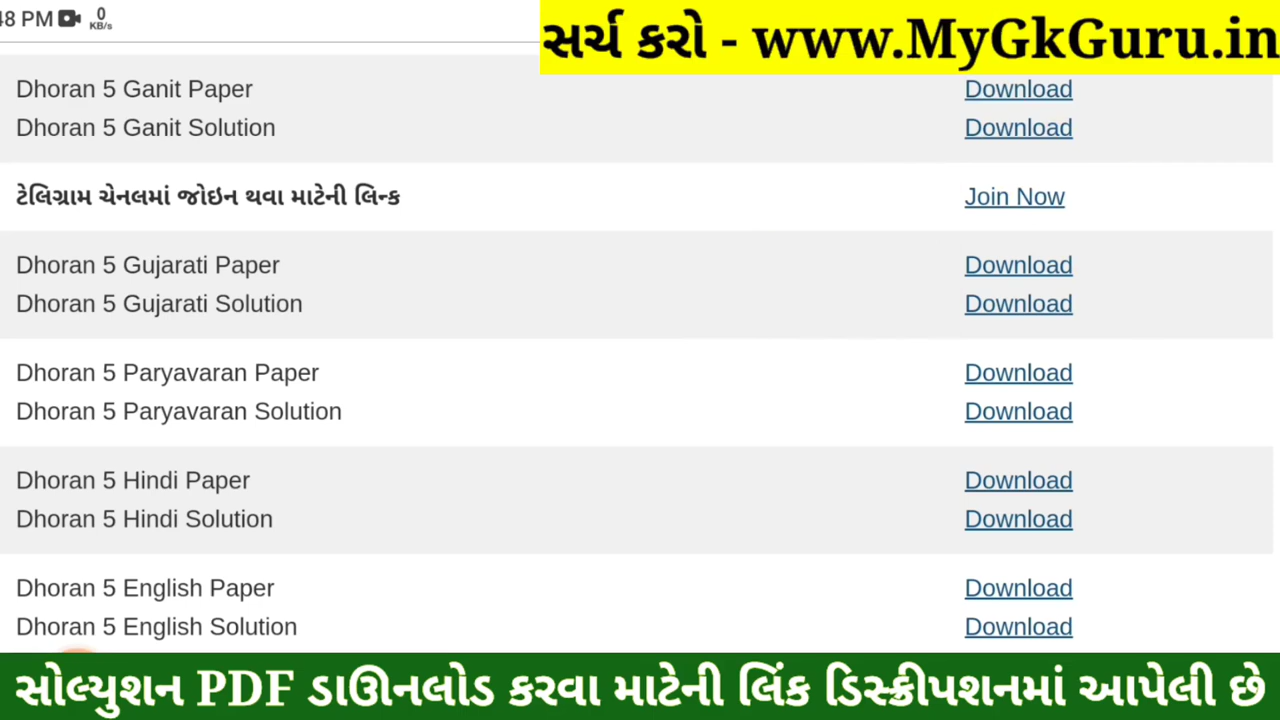 48 PM 0 KB/s
સર્ચ કરો - www.MyGkGuru.in
Dhoran 5 Ganit Paper Download
Dhoran 5 Ganit Solution Download
ટેલિગ્રામ ચેનલમાં જોઇન થવા માટેની લિન્ક Join Now
Dhoran 5 Gujarati Paper Download
Dhoran 5 Gujarati Solution Download
Dhoran 5 Paryavaran Paper Download
Dhoran 5 Paryavaran Solution Download
Dhoran 5 Hindi Paper Download
Dhoran 5 Hindi Solution Download
Dhoran 5 English Paper Download
Dhoran 5 English Solution Download
સોલ્યુશન PDF ડાઊનલોડ કરવા માટેની લિંક ડિસ્ક્રીપશનમાં આપેલી છે